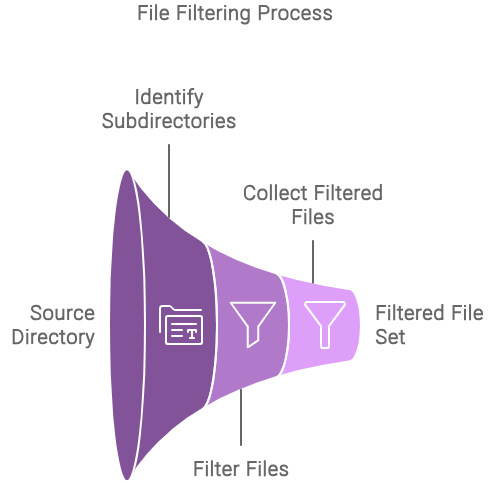 File Filtering Process
Identify
Subdirectories
Collect Filtered
Files
Source
Directory
T
Filtered File
Set
Filter Files